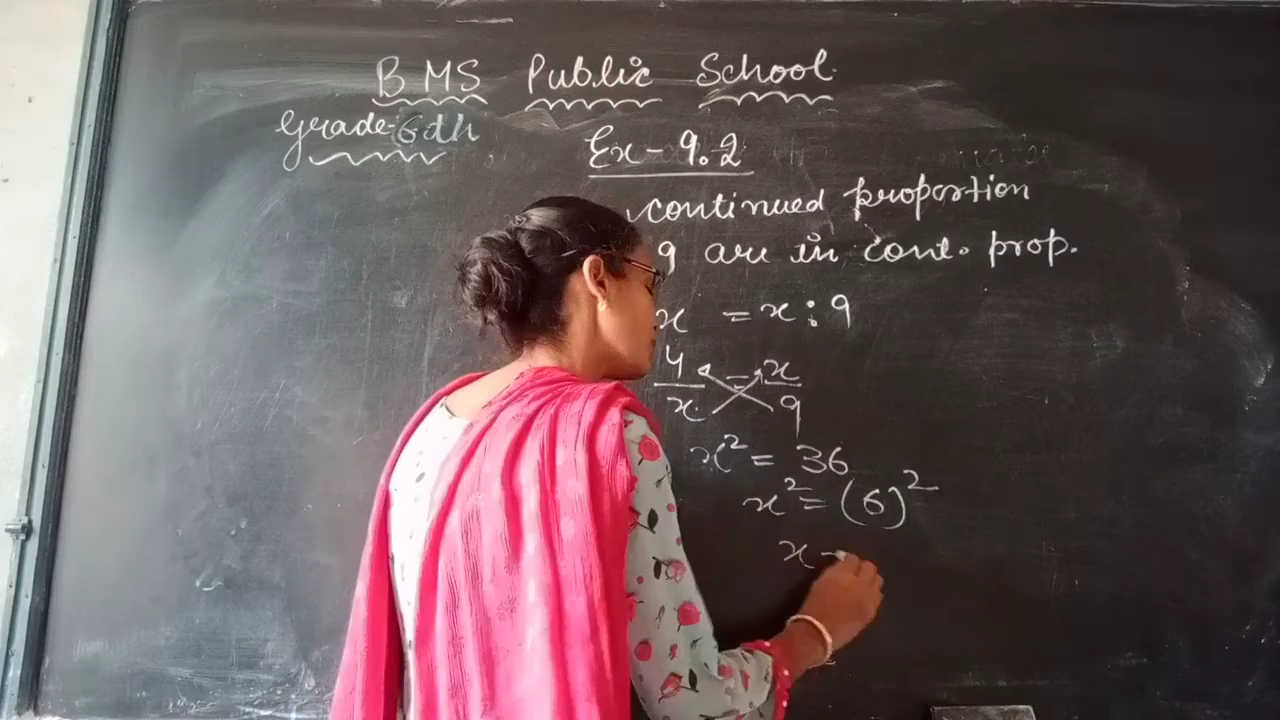 BMS Public School
Grade-6th
Ex-9.2
continued proportion
9 are in cont. prop.
x = x : 9
4/x = x/9
x² = 36
x² = (6)²
x =